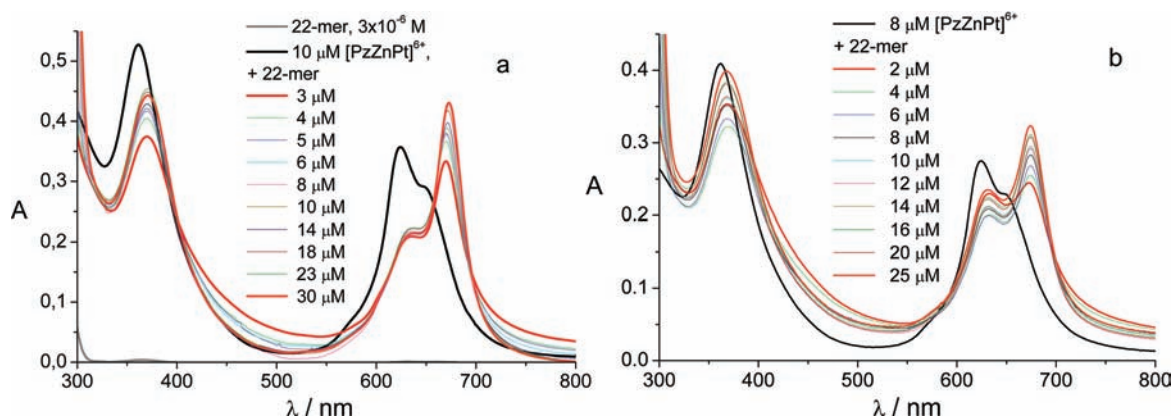 22-mer, 3x10⁻⁶ M
10 μM [PzZnPt]⁶⁺,
+ 22-mer
3 μM
4 μM
5 μM
6 μM
8 μM
10 μM
14 μM
18 μM
23 μM
30 μM
a
0,5
0,4
0,3
0,2
0,1
0,0
A
300 400 500 600 700 800
λ / nm
8 μM [PzZnPt]⁶⁺
+ 22-mer
2 μM
4 μM
6 μM
8 μM
10 μM
12 μM
14 μM
16 μM
20 μM
25 μM
b
0.4
0.3
0.2
0.1
0.0
A
300 400 500 600 700 800
λ / nm